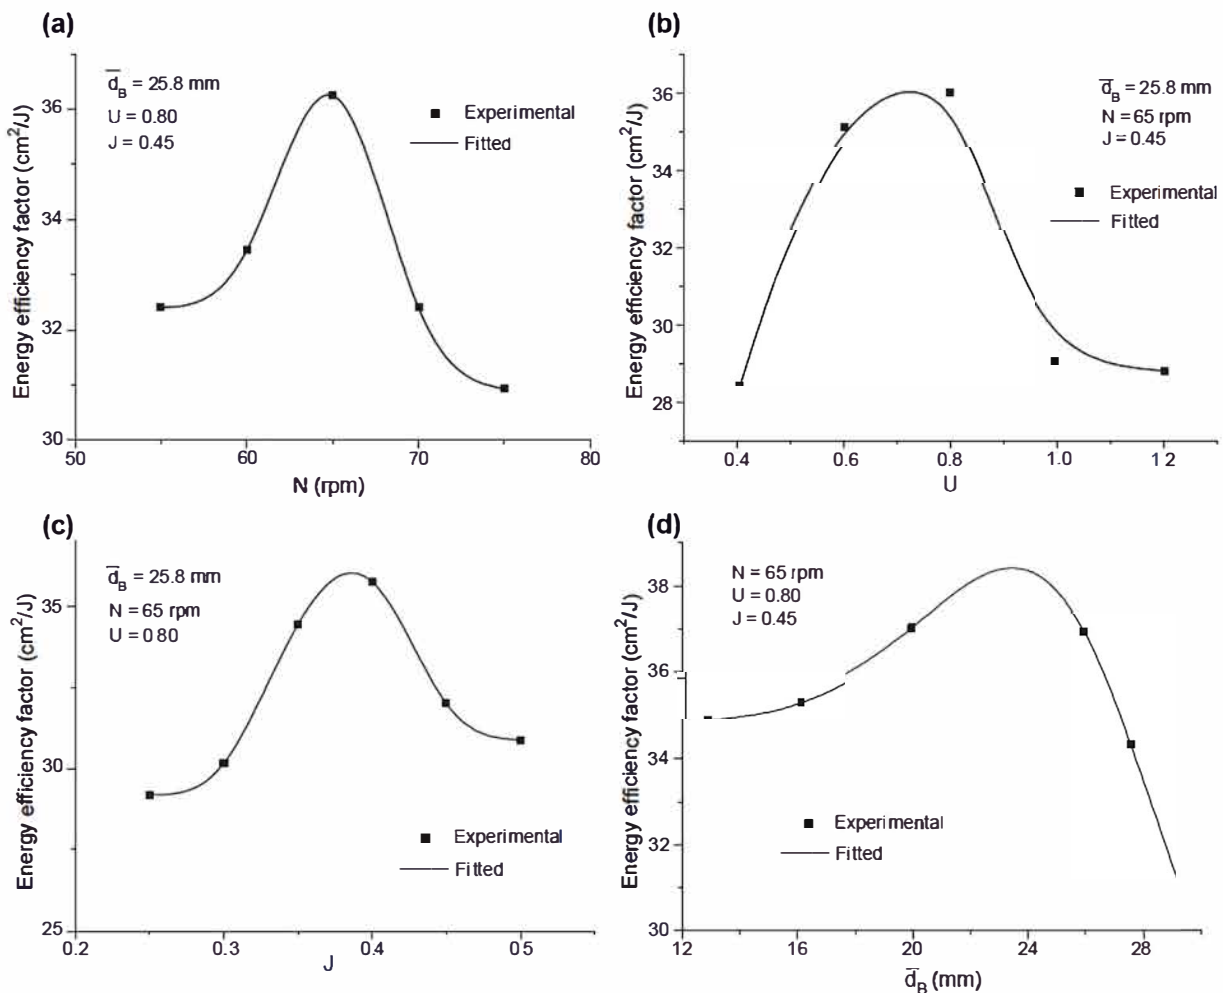 (a)
d̅B = 25.8 mm
U = 0.80
J = 0.45
Experimental
Fitted
Energy efficiency factor (cm²/J)
36
34
32
30
50
60
70
80
N (rpm)
(b)
d̅B = 25.8 mm
N = 65 rpm
J = 0.45
Experimental
Fitted
Energy efficiency factor (cm²/J)
36
34
32
30
28
0.4
0.6
0.8
1.0
12
U
(c)
d̅B = 25.8 mm
N = 65 rpm
U = 0 80
Experimental
Fitted
Energy efficiency factor (cm²/J)
35
30
25
0.2
0.3
0.4
05
J
(d)
N = 65 rpm
U = 0.80
J = 0.45
Experimental
Fitted
Energy efficiency factor (cm²/J)
38
36
34
32
30
12
16
20
24
28
d̅B (mm)